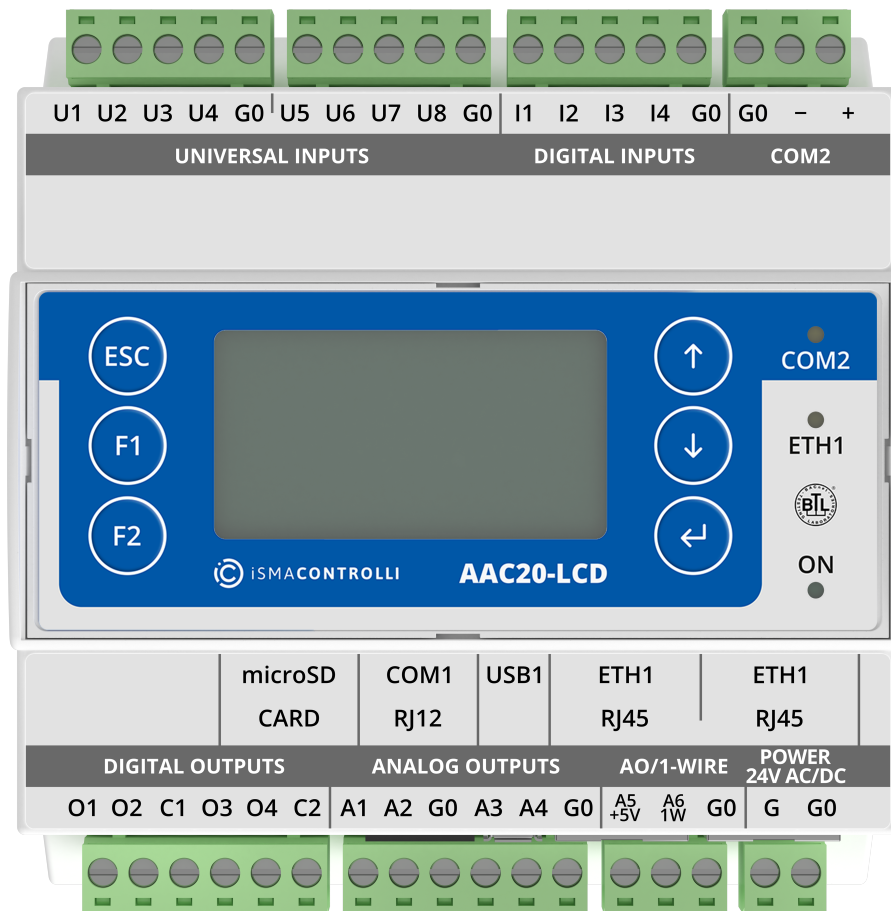 U1 U2 U3 U4 G0 U5 U6 U7 U8 G0 I1 I2 I3 I4 G0 G0 − +
UNIVERSAL INPUTS DIGITAL INPUTS COM2
ESC
F1
F2
↑
↓
↵
COM2
ETH1
BTL
ON
iSMACONTROLLI AAC20-LCD
microSD COM1 USB1 ETH1 ETH1
CARD RJ12 RJ45 RJ45
DIGITAL OUTPUTS ANALOG OUTPUTS AO/1-WIRE POWER
24V AC/DC
O1 O2 C1 O3 O4 C2 A1 A2 G0 A3 A4 G0 A5 A6 G0 G G0
+5V 1W